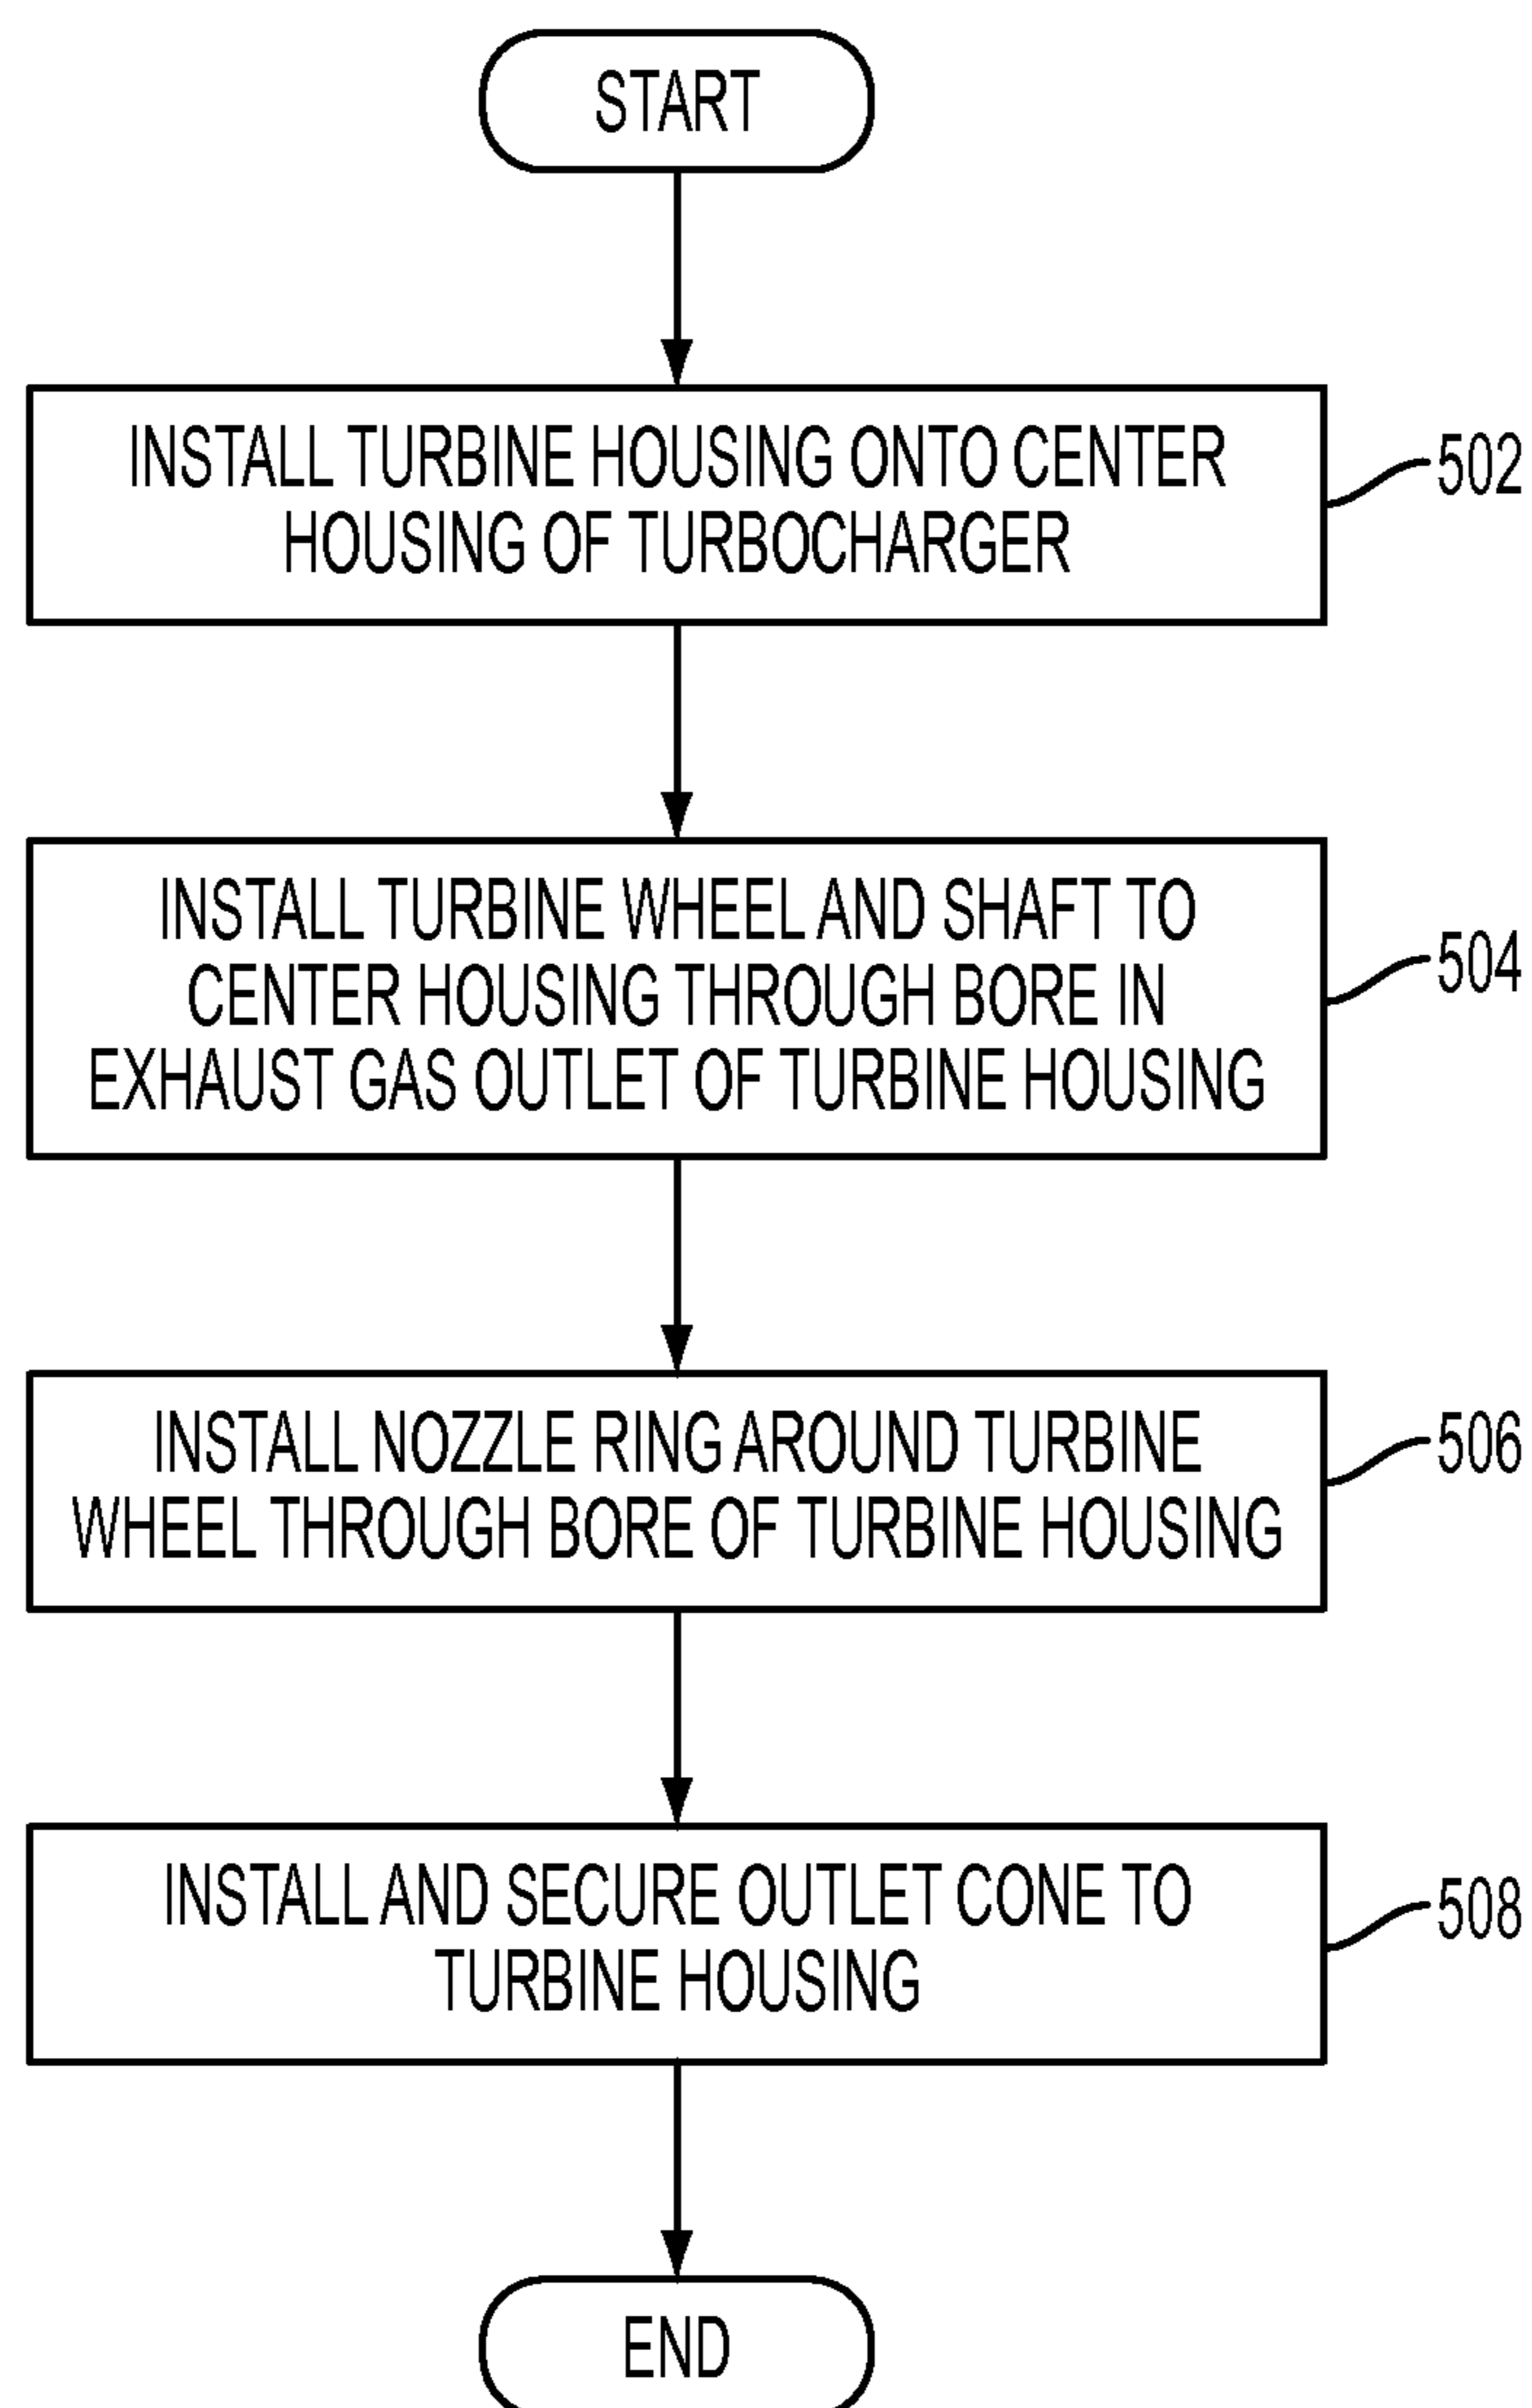 START
INSTALL TURBINE HOUSING ONTO CENTER
HOUSING OF TURBOCHARGER
502
INSTALL TURBINE WHEEL AND SHAFT TO
CENTER HOUSING THROUGH BORE IN
EXHAUST GAS OUTLET OF TURBINE HOUSING
504
INSTALL NOZZLE RING AROUND TURBINE
WHEEL THROUGH BORE OF TURBINE HOUSING
506
INSTALL AND SECURE OUTLET CONE TO
TURBINE HOUSING
508
END